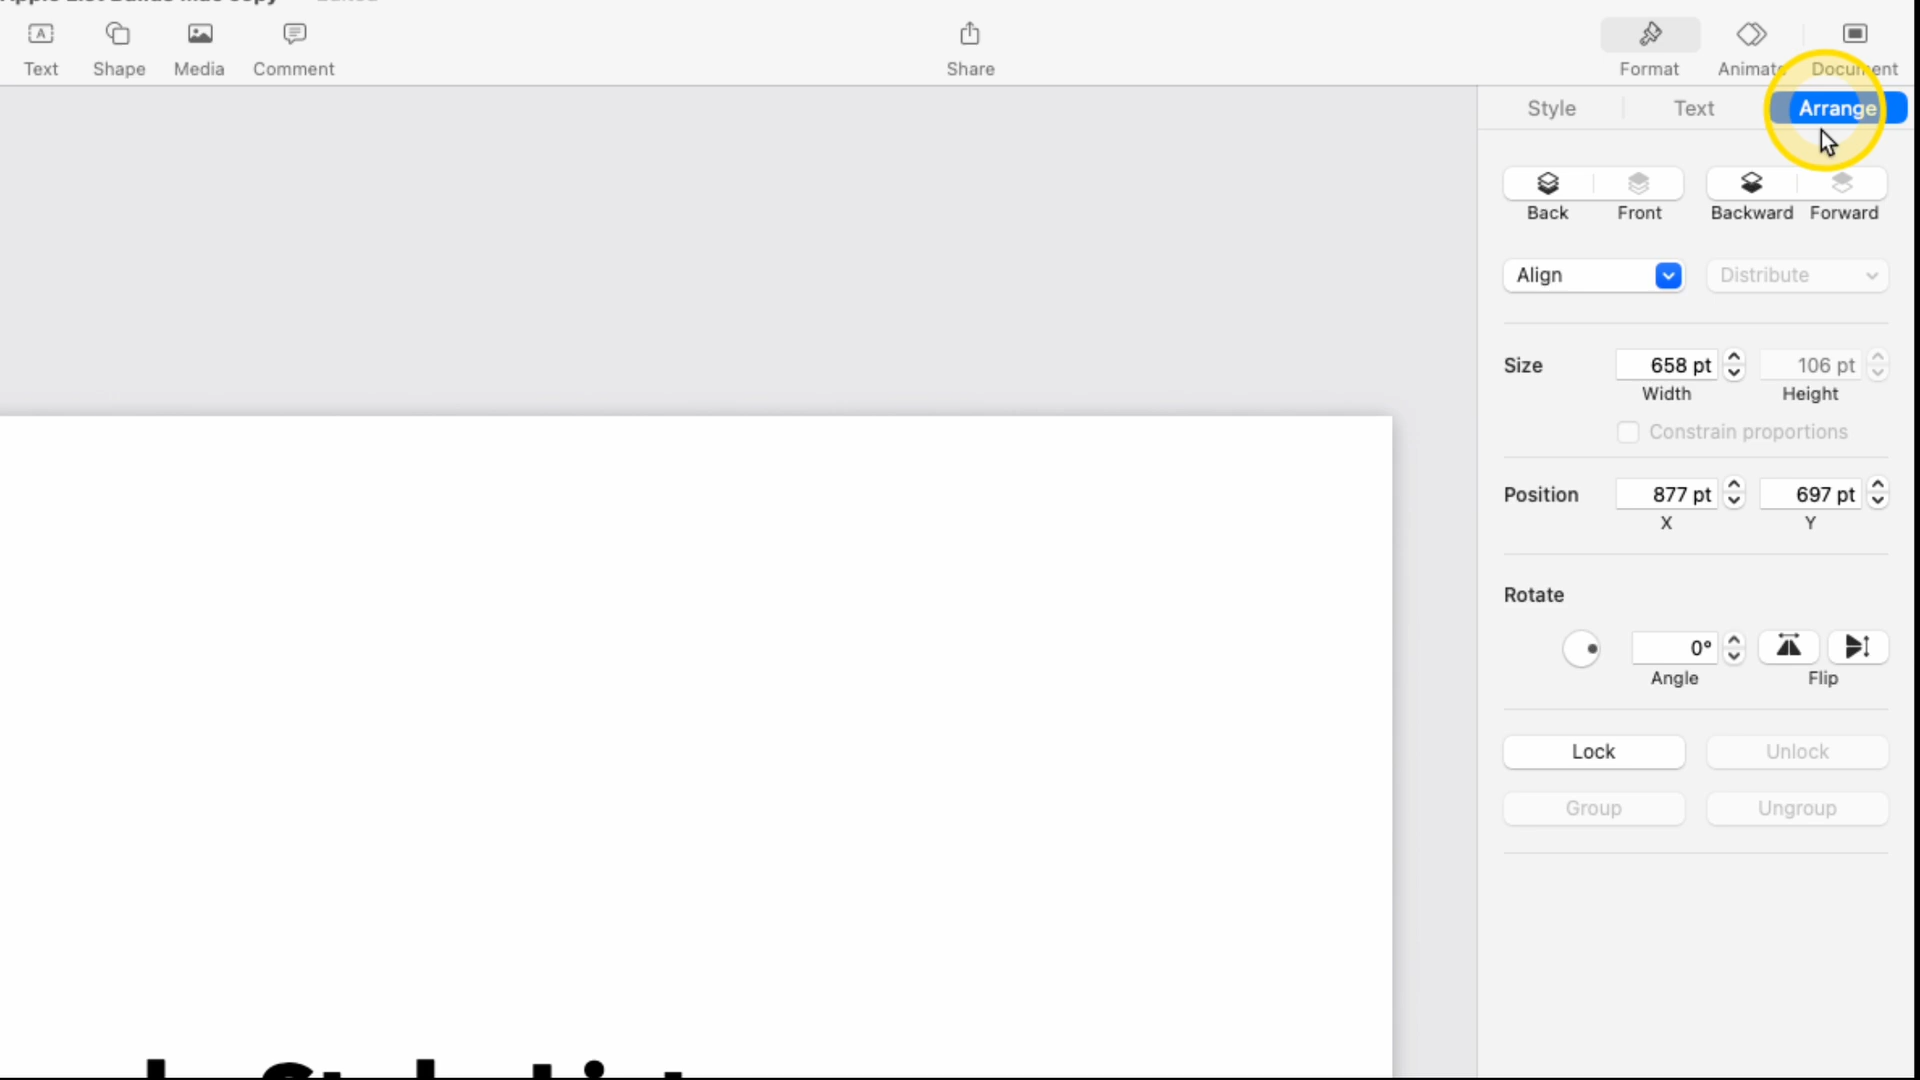 Text Shape Media Comment Share Format Animate Document
Style Text Arrange
Back Front Backward Forward
Align Distribute
Size 658 pt 106 pt
Width Height
Constrain proportions
Position 877 pt 697 pt
X Y
Rotate
0°
Angle Flip
Lock Unlock
Group Ungroup